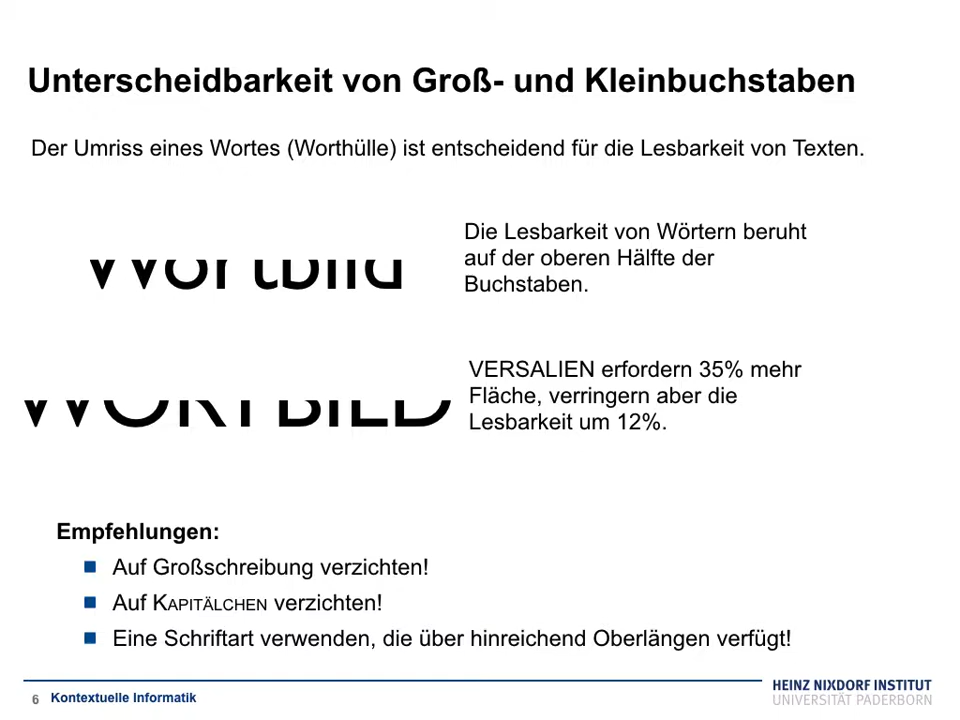 Unterscheidbarkeit von Groß- und Kleinbuchstaben
Der Umriss eines Wortes (Worthülle) ist entscheidend für die Lesbarkeit von Texten.
Wortbild
Die Lesbarkeit von Wörtern beruht
auf der oberen Hälfte der
Buchstaben.
WORTBILD
VERSALIEN erfordern 35% mehr
Fläche, verringern aber die
Lesbarkeit um 12%.
Empfehlungen:
Auf Großschreibung verzichten!
Auf KAPITÄLCHEN verzichten!
Eine Schriftart verwenden, die über hinreichend Oberlängen verfügt!
6 Kontextuelle Informatik
HEINZ NIXDORF INSTITUT
UNIVERSITÄT PADERBORN